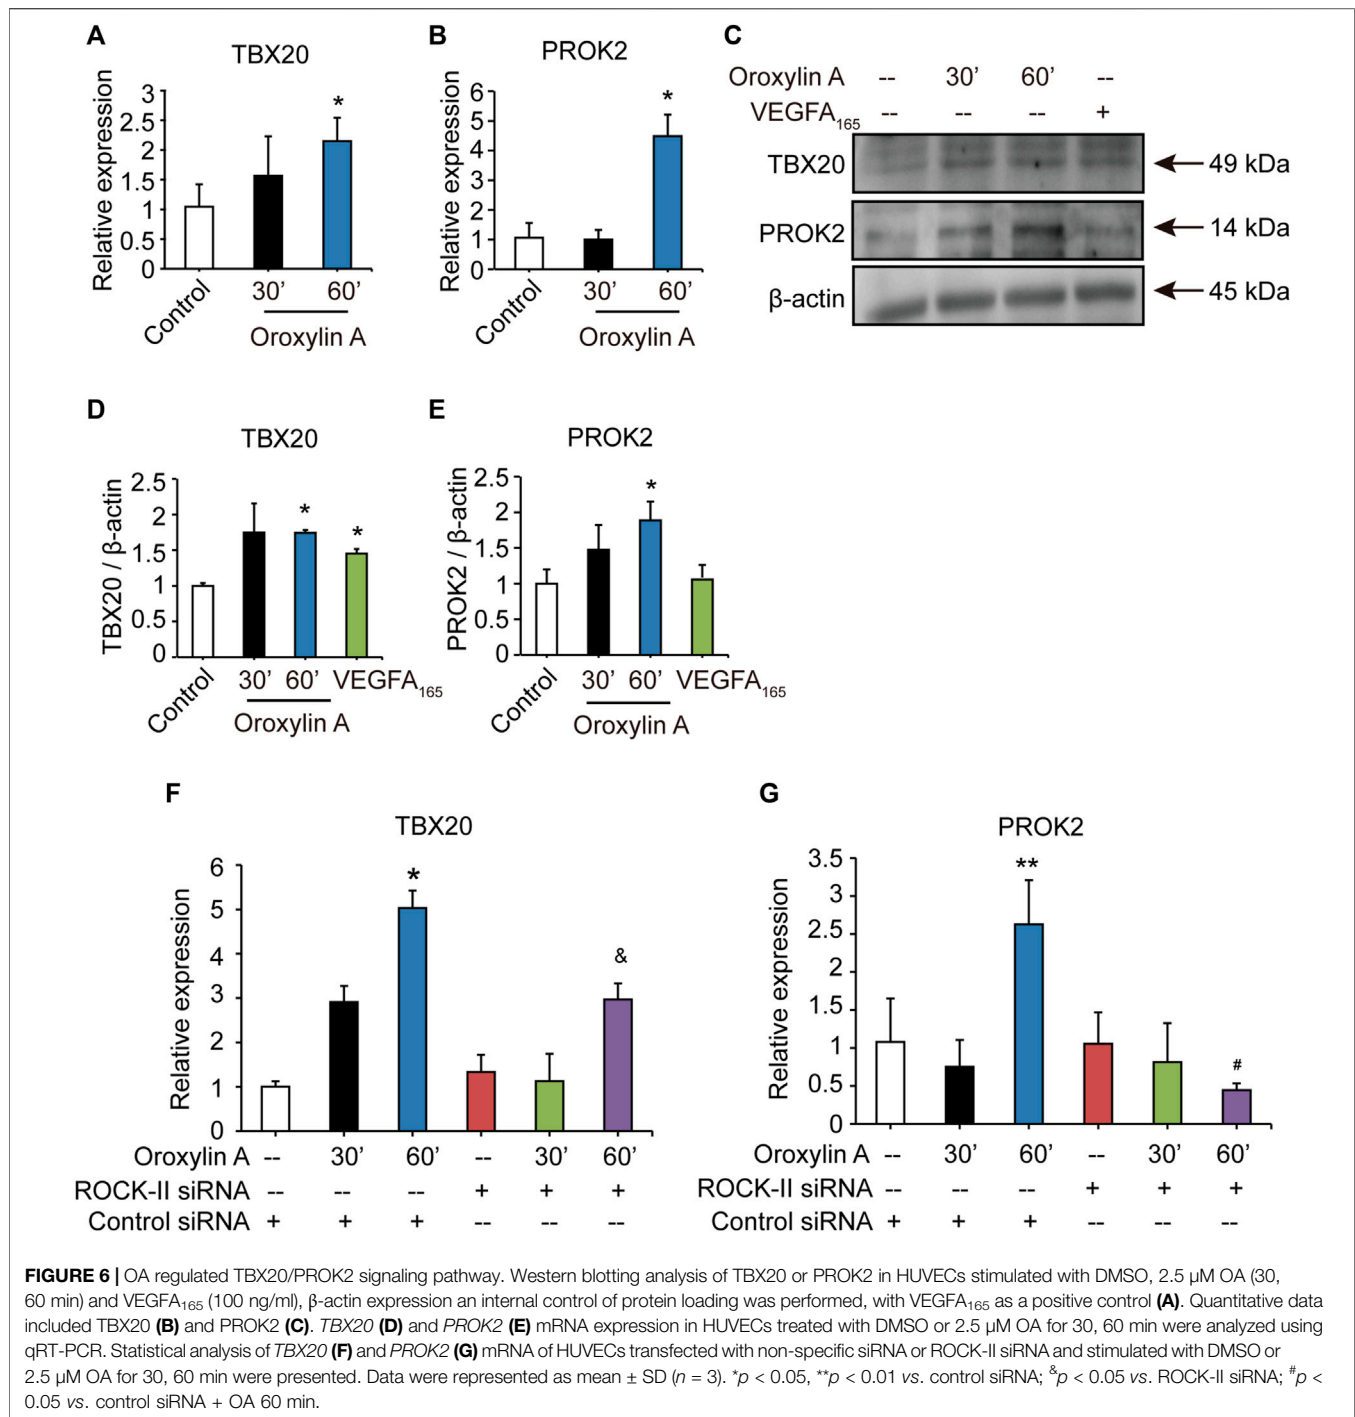 A
TBX20
Relative expression
3
2.5
2
1.5
1
0.5
0
*
Control
30’
60’
Oroxylin A
B
PROK2
Relative expression
6
5
4
3
2
1
0
*
Control
30’
60’
Oroxylin A
C
Oroxylin A -- 30’ 60’ --
VEGFA165 -- -- -- +
TBX20 49 kDa
PROK2 14 kDa
β-actin 45 kDa
D
TBX20
TBX20 / β-actin
2.5
2
1.5
1
0.5
0
* *
Control
30’ 60’ VEGFA165
Oroxylin A
E
PROK2
PROK2 / β-actin
2.5
2
1.5
1
0.5
0
*
Control
30’ 60’ VEGFA165
Oroxylin A
F
TBX20
Relative expression
6
5
4
3
2
1
0
*
&
Oroxylin A -- 30’ 60’ -- 30’ 60’
ROCK-II siRNA -- -- -- + + +
Control siRNA + + + -- -- --
G
PROK2
Relative expression
3.5
3
2.5
2
1.5
1
0.5
0
**
#
Oroxylin A -- 30’ 60’ -- 30’ 60’
ROCK-II siRNA -- -- -- + + +
Control siRNA + + + -- -- --
FIGURE 6 | OA regulated TBX20/PROK2 signaling pathway. Western blotting analysis of TBX20 or PROK2 in HUVECs stimulated with DMSO, 2.5 µM OA (30,
60 min) and VEGFA165 (100 ng/ml), β-actin expression an internal control of protein loading was performed, with VEGFA165 as a positive control (A). Quantitative data
included TBX20 (B) and PROK2 (C). TBX20 (D) and PROK2 (E) mRNA expression in HUVECs treated with DMSO or 2.5 µM OA for 30, 60 min were analyzed using
qRT-PCR. Statistical analysis of TBX20 (F) and PROK2 (G) mRNA of HUVECs transfected with non-specific siRNA or ROCK-II siRNA and stimulated with DMSO or
2.5 µM OA for 30, 60 min were presented. Data were represented as mean ± SD (n = 3). *p < 0.05, **p < 0.01 vs. control siRNA; &p < 0.05 vs. ROCK-II siRNA; #p <
0.05 vs. control siRNA + OA 60 min.